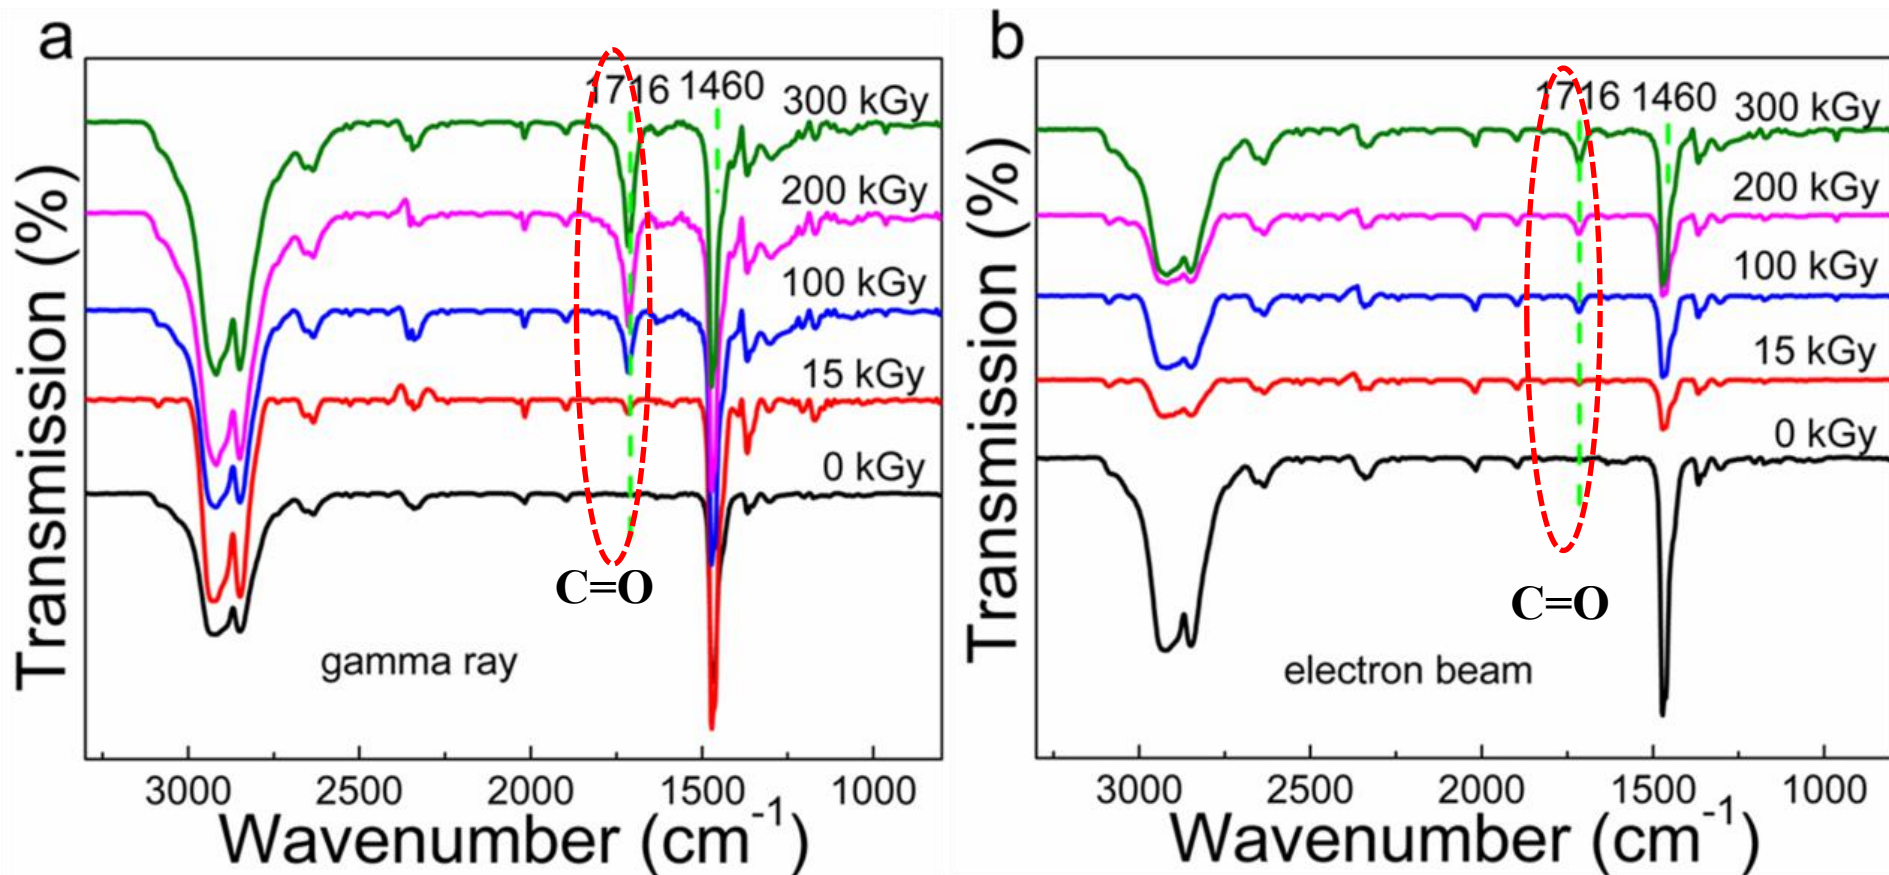 a
Transmission (%)
1716 1460
300 kGy
200 kGy
100 kGy
15 kGy
0 kGy
C=O
gamma ray
3000 2500 2000 1500 1000
Wavenumber (cm-1)
b
Transmission (%)
1716 1460
300 kGy
200 kGy
100 kGy
15 kGy
0 kGy
C=O
electron beam
3000 2500 2000 1500 1000
Wavenumber (cm-1)